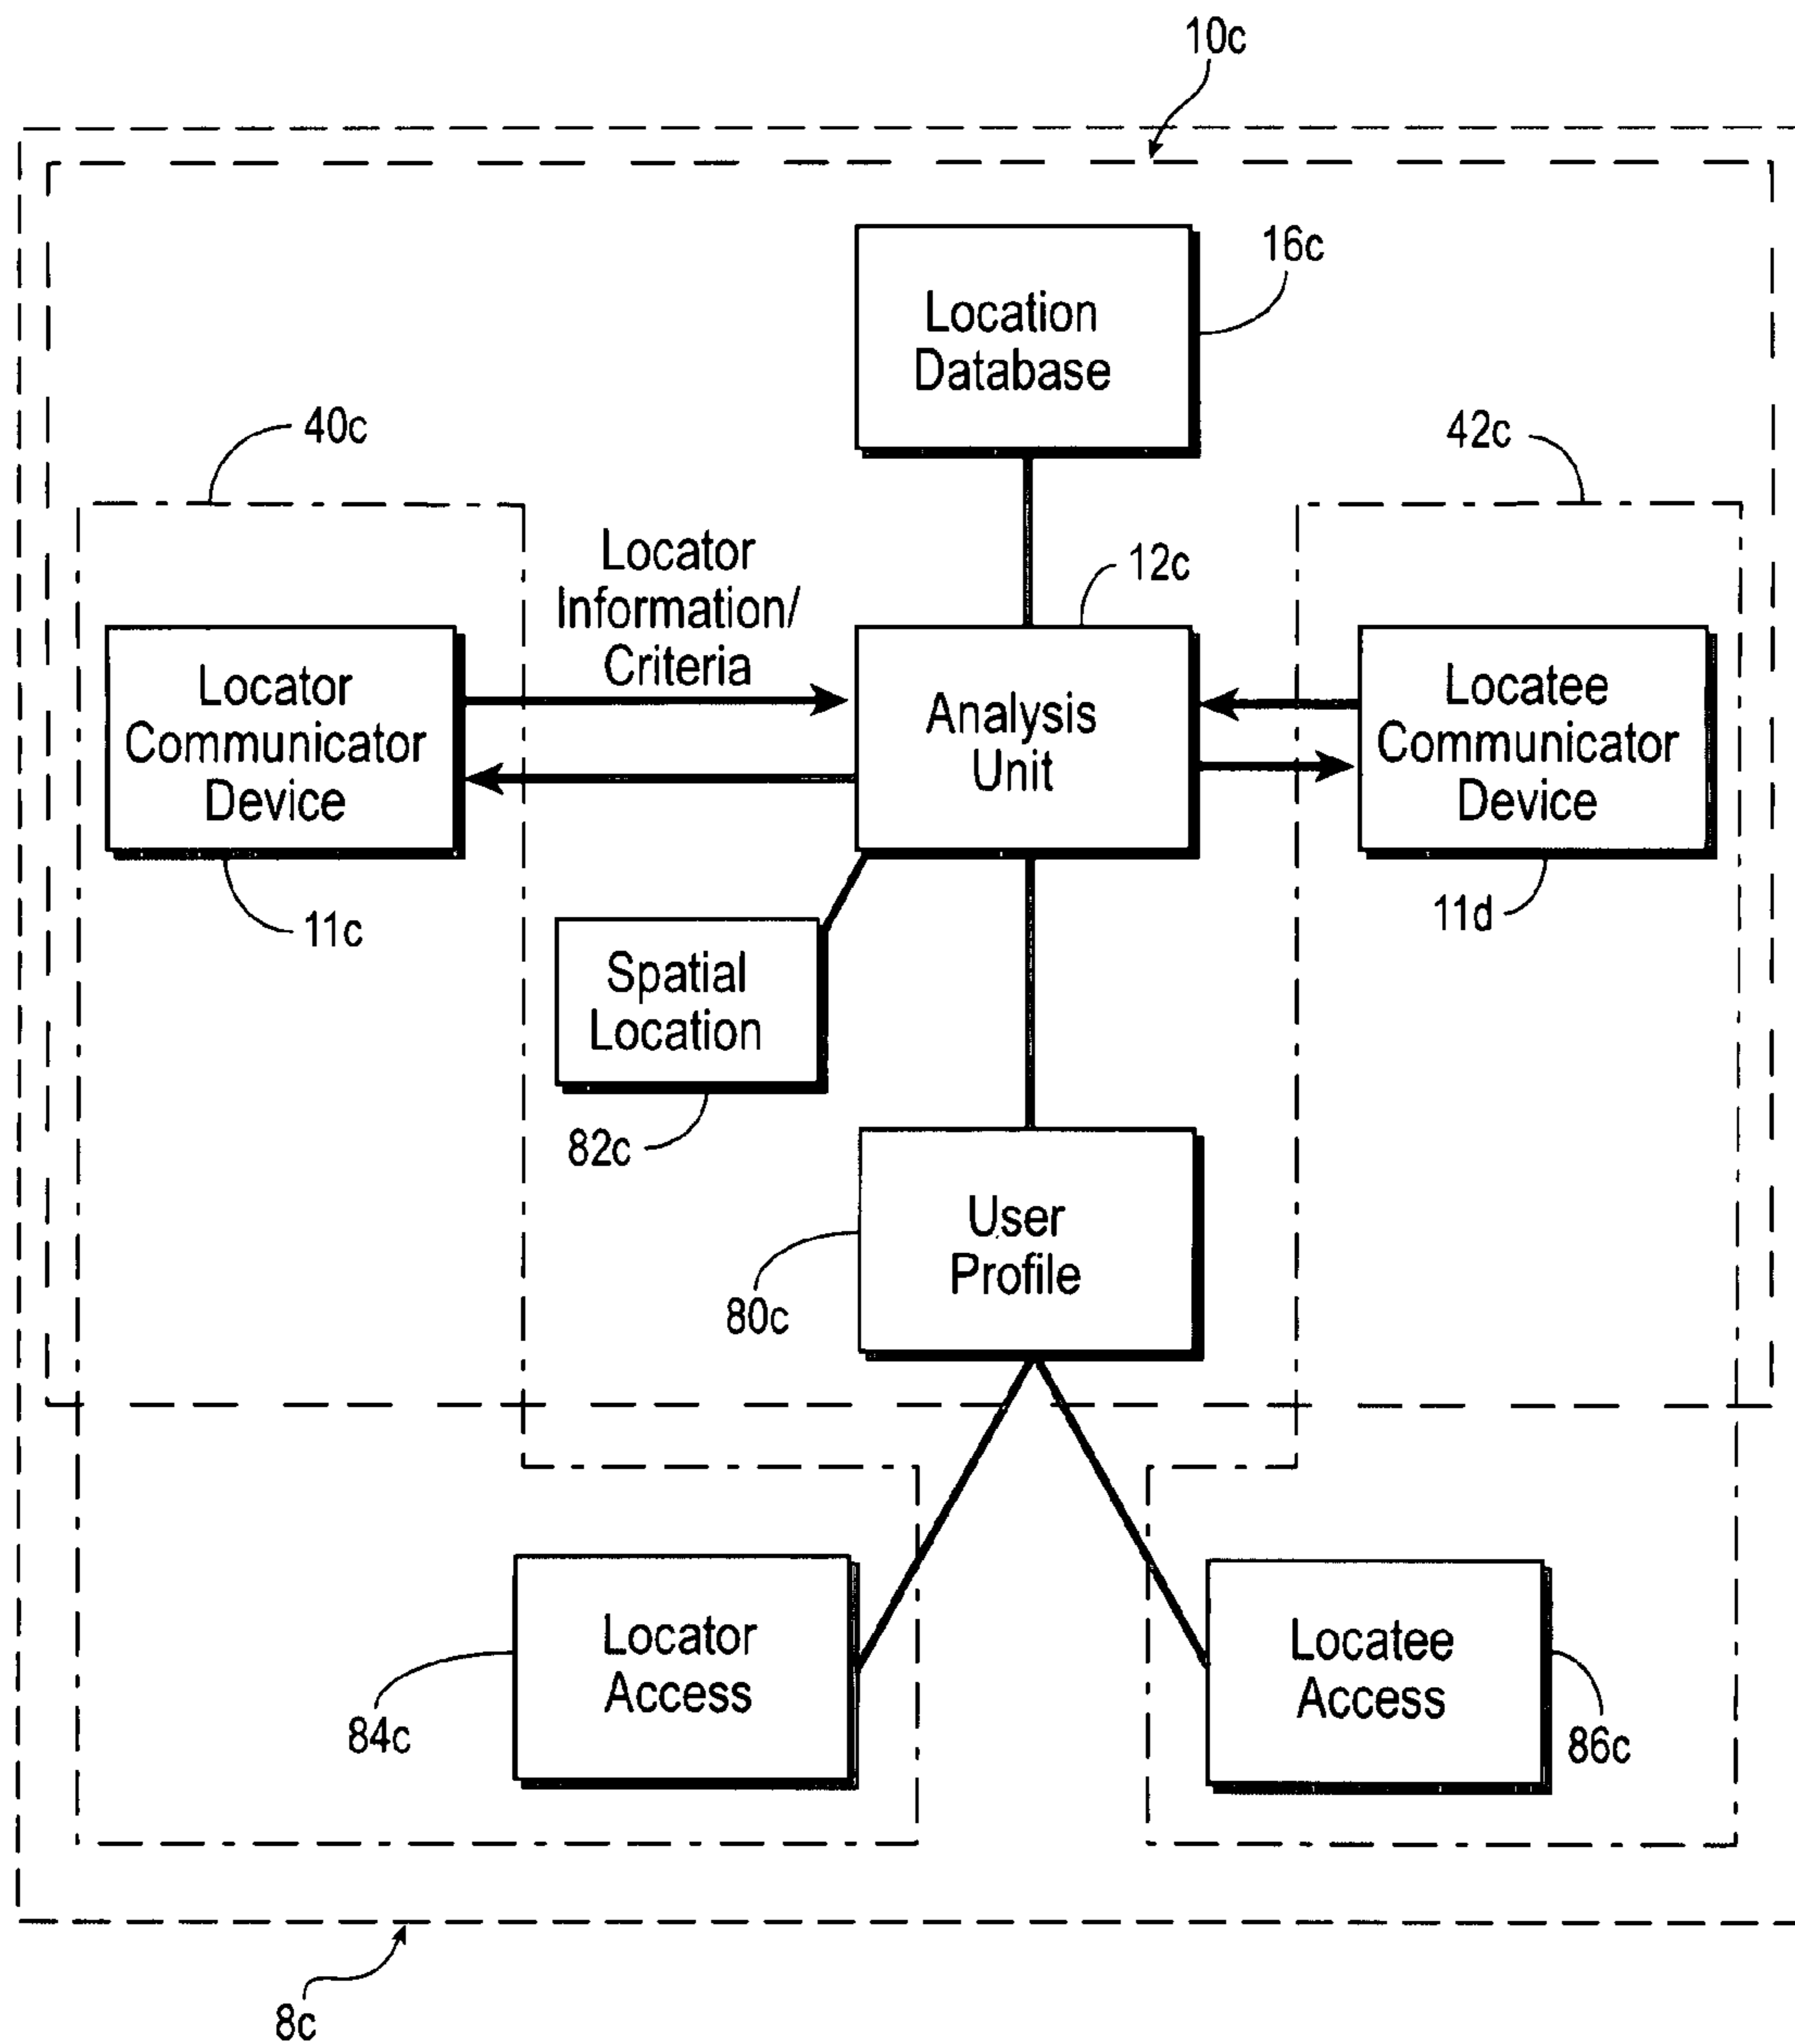 10c
Location
Database
16c
40c
42c
Locator
Information/
Criteria
12c
Locator
Communicator
Device
Analysis
Unit
Locatee
Communicator
Device
11c
11d
Spatial
Location
82c
User
Profile
80c
Locator
Access
84c
Locatee
Access
86c
8c